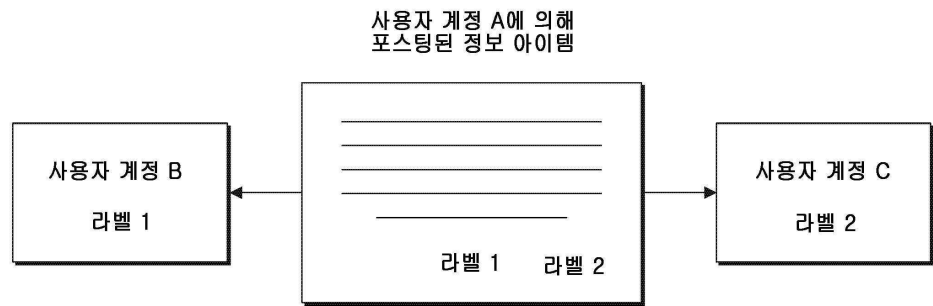 사용자 계정 A에 의해
포스팅된 정보 아이템
사용자 계정 B
라벨 1
라벨 1
라벨 2
사용자 계정 C
라벨 2